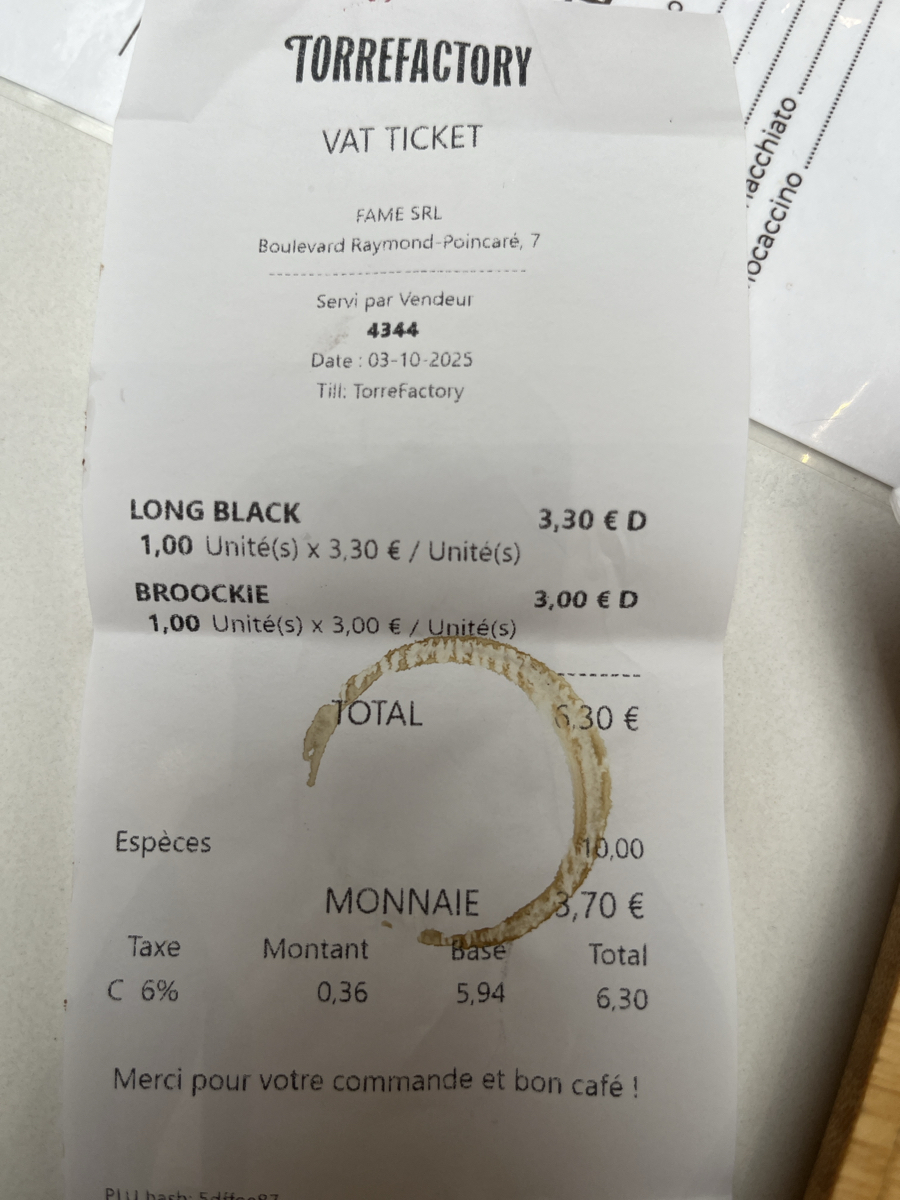 TORREFACTORY
VAT TICKET
FAME SRL
Boulevard Raymond-Poincaré, 7
Servi par Vendeur
4344
Date : 03-10-2025
Till: TorreFactory
LONG BLACK 3,30 € D
1,00 Unité(s) x 3,30 € / Unité(s)
BROOCKIE 3,00 € D
1,00 Unité(s) x 3,00 € / Unité(s)
TOTAL 6,30 €
Espèces 10,00
MONNAIE 3,70 €
Taxe Montant Base Total
C 6% 0,36 5,94 6,30
Merci pour votre commande et bon café !
PLU hash: